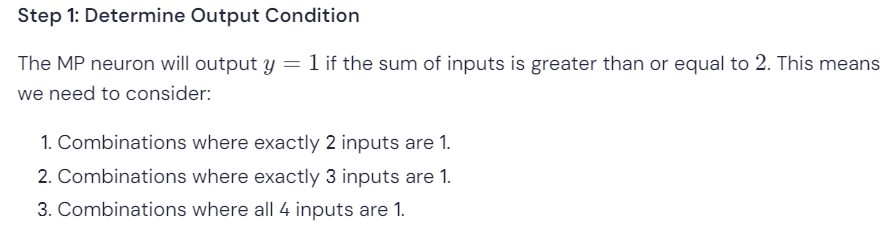 Step 1: Determine Output Condition
The MP neuron will output y = 1 if the sum of inputs is greater than or equal to 2. This means
we need to consider:
1. Combinations where exactly 2 inputs are 1.
2. Combinations where exactly 3 inputs are 1.
3. Combinations where all 4 inputs are 1.